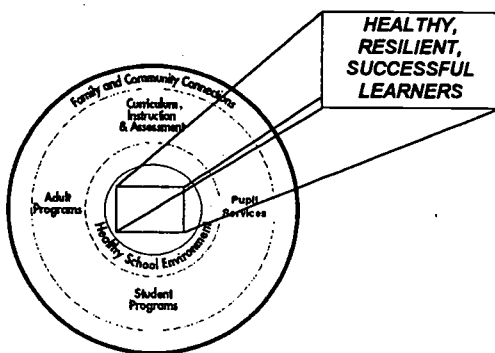 HEALTHY,
RESILIENT,
SUCCESSFUL
LEARNERS
Family and Community Connections
Curriculum,
Instruction
& Assessment
Adult
Programs
Pupil
Services
Healthy School Environment
Student
Programs